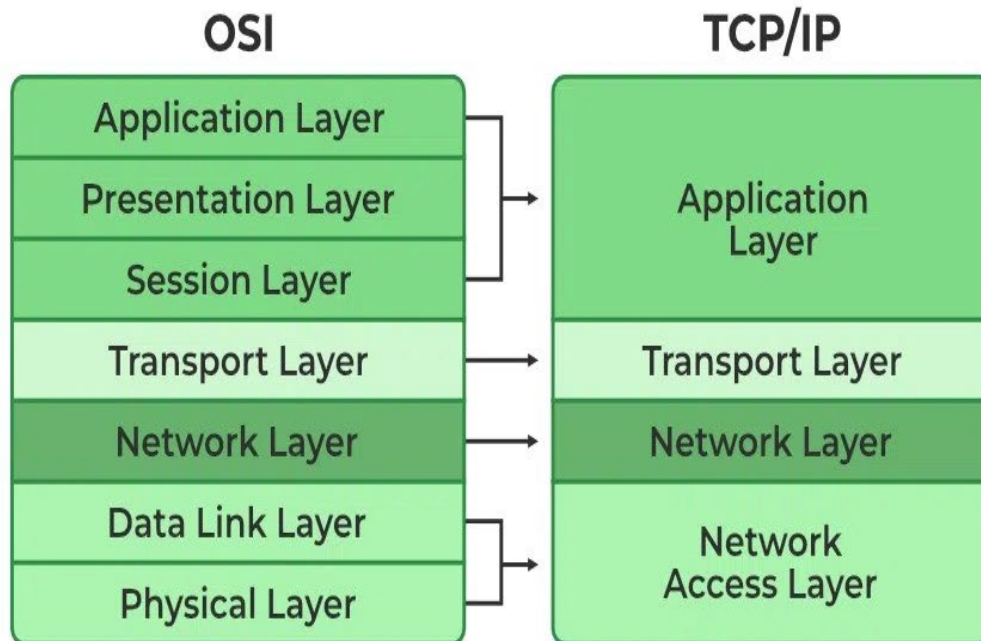 OSI
TCP/IP
Application Layer
Presentation Layer
Session Layer
Transport Layer
Network Layer
Data Link Layer
Physical Layer
Application
Layer
Transport Layer
Network Layer
Network
Access Layer